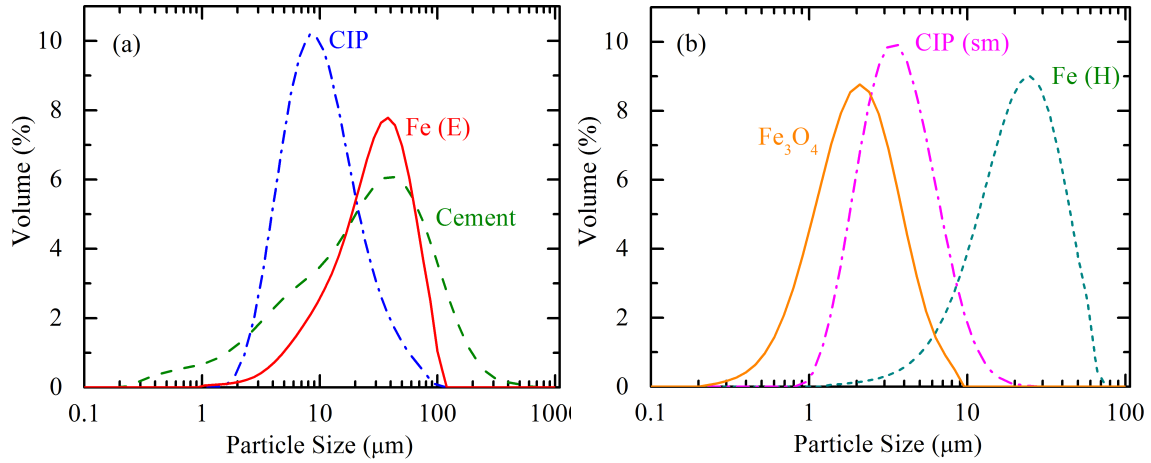 (a)
CIP
Fe (E)
Cement
Volume (%)
10
8
6
4
2
0
0.1
1
10
100
1000
Particle Size (μm)
(b)
CIP (sm)
Fe (H)
Fe₃O₄
Volume (%)
10
8
6
4
2
0
0.1
1
10
100
Particle Size (μm)